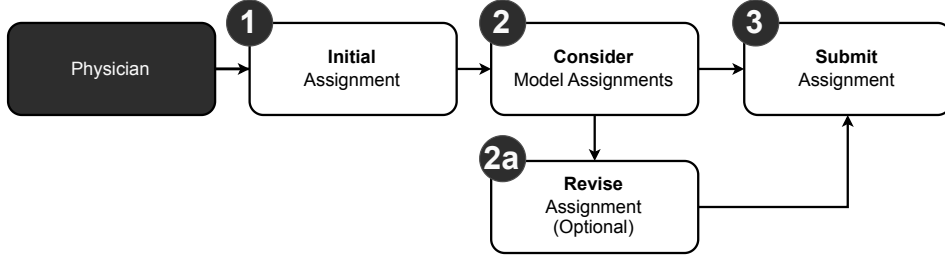 Physician
1
Initial
Assignment
2
Consider
Model Assignments
3
Submit
Assignment
2a
Revise
Assignment
(Optional)